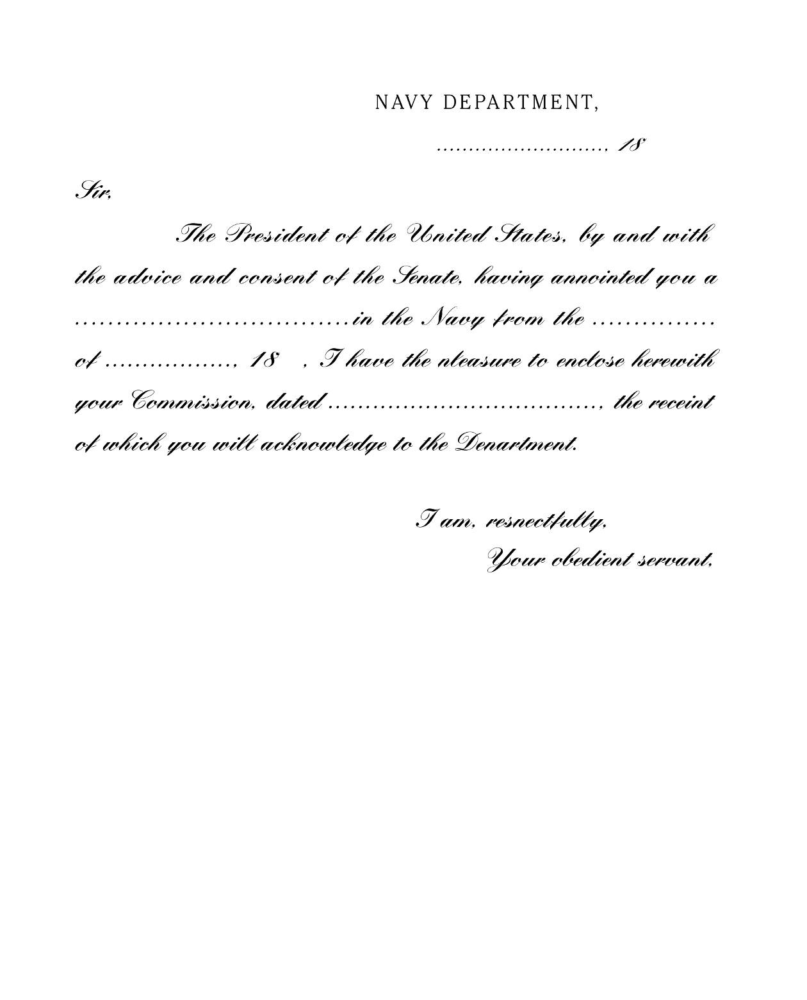 NAVY DEPARTMENT,
.........................., 18
Sir,
The President of the United States, by and with
the advice and consent of the Senate, having annointed you a
..................................in the Navy from the ...............
of ................., 18 , I have the nleasure to enclose herewith
your Commission, dated ..................................., the receint
of which you will acknowledge to the Denartment.
I am, resnectfully,
Your obedient servant,